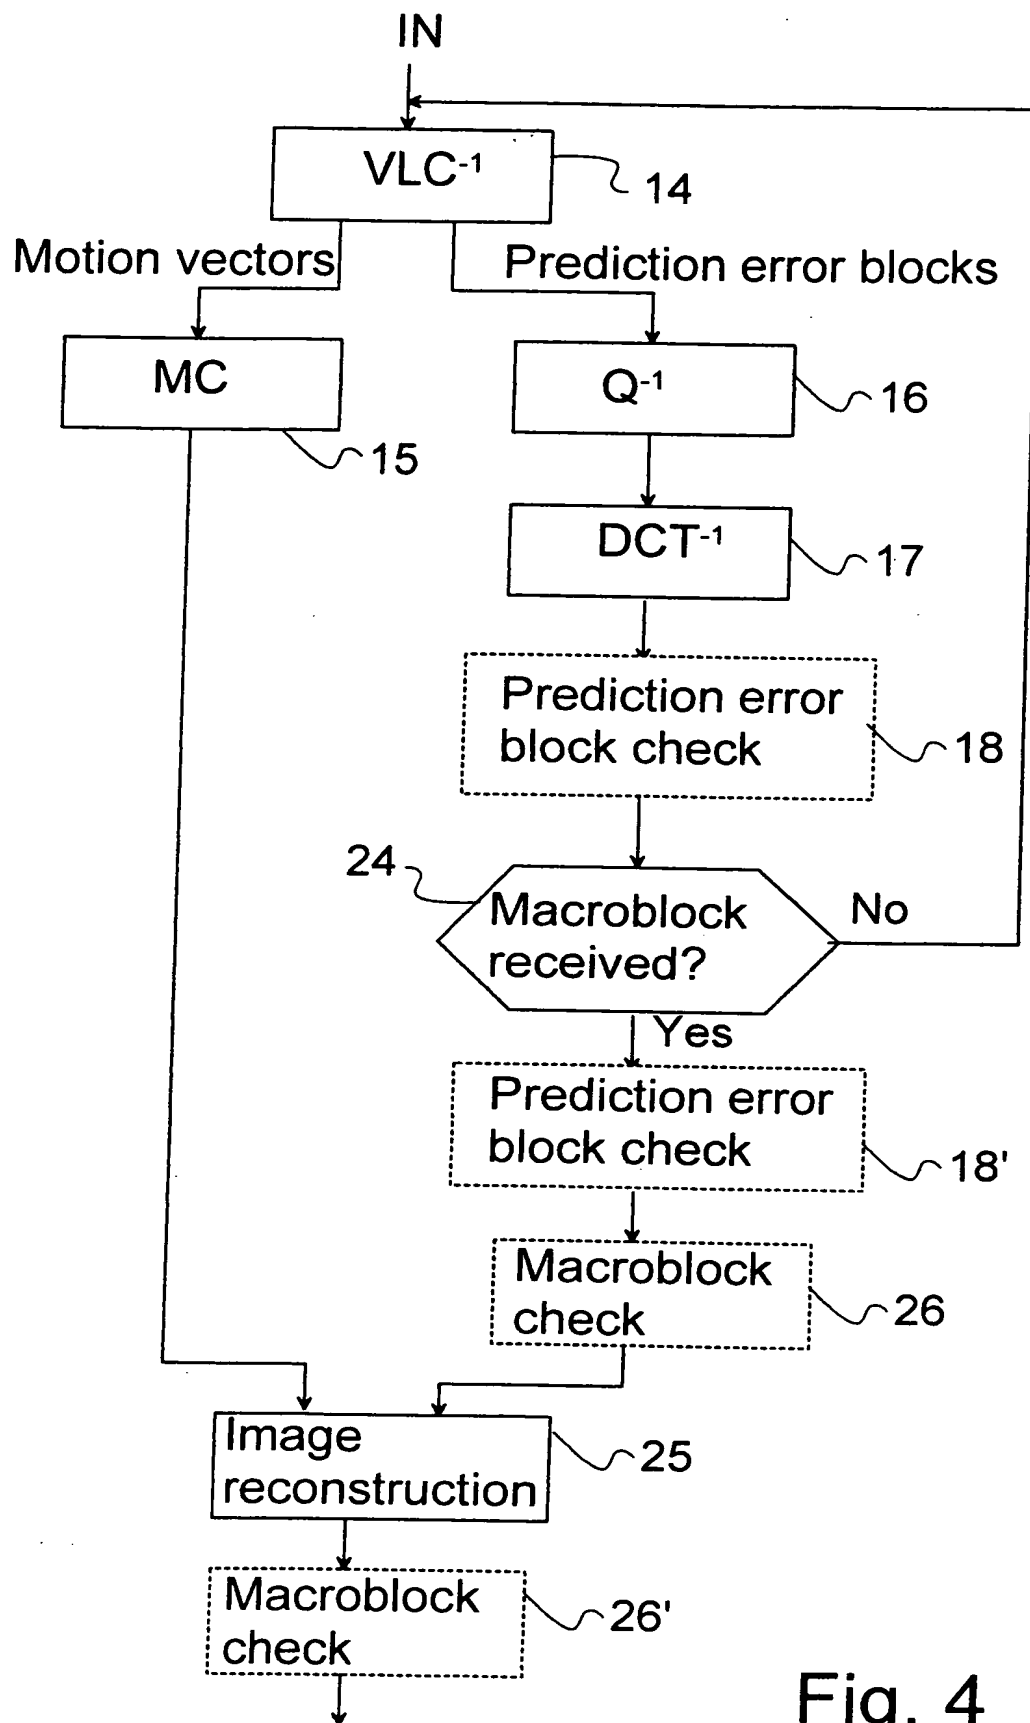 IN
VLC-1
14
Motion vectors
Prediction error blocks
MC
Q-1
16
15
DCT-1
17
Prediction error
block check
18
24
Macroblock
received?
No
Yes
Prediction error
block check
18'
Macroblock
check
26
Image
reconstruction
25
Macroblock
check
26'
Fig. 4